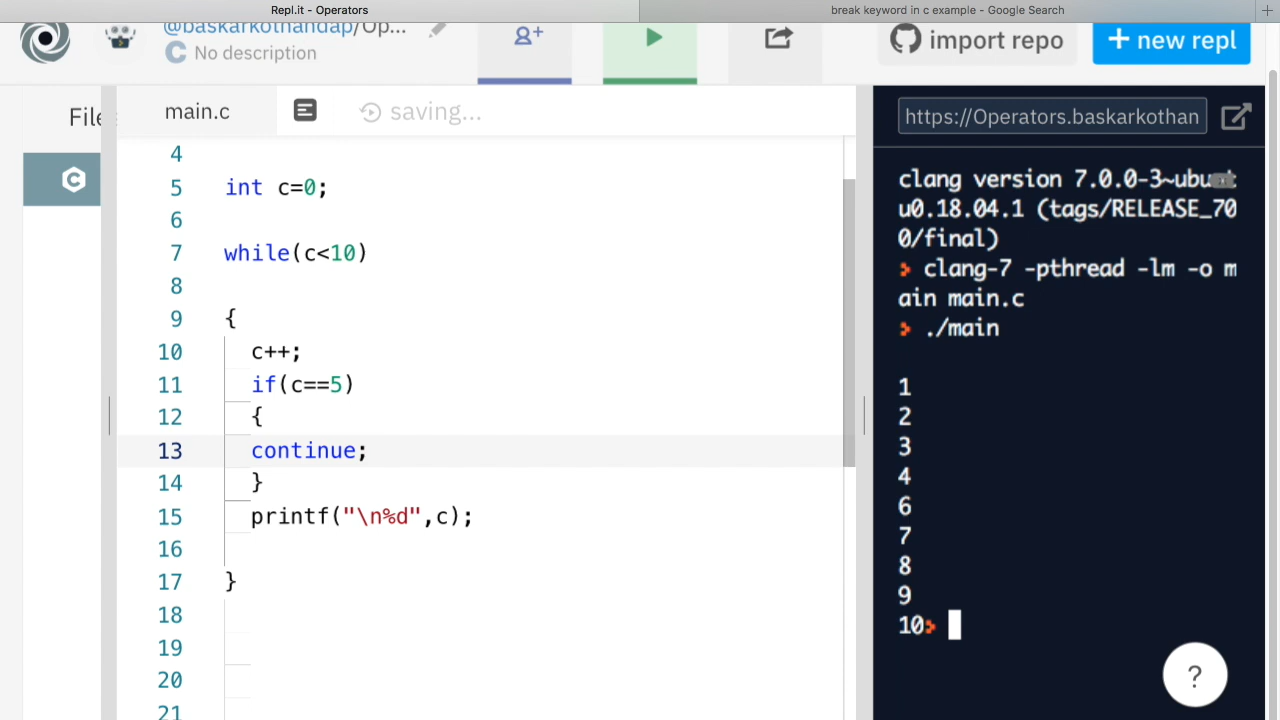 Repl.it - Operators
break keyword in c example - Google Search
@baskarkothandap/Op...
No description
import repo
+ new repl
File
main.c
saving...
https://Operators.baskarkothan
4
5 int c=0;
6
7 while(c<10)
8
9 {
10 c++;
11 if(c==5)
12 {
13 continue;
14 }
15 printf("\n%d",c);
16
17 }
18
19
20
21
clang version 7.0.0-3~ubunt
u0.18.04.1 (tags/RELEASE_70
0/final)
> clang-7 -pthread -lm -o m
ain main.c
> ./main
1
2
3
4
6
7
8
9
10>
?